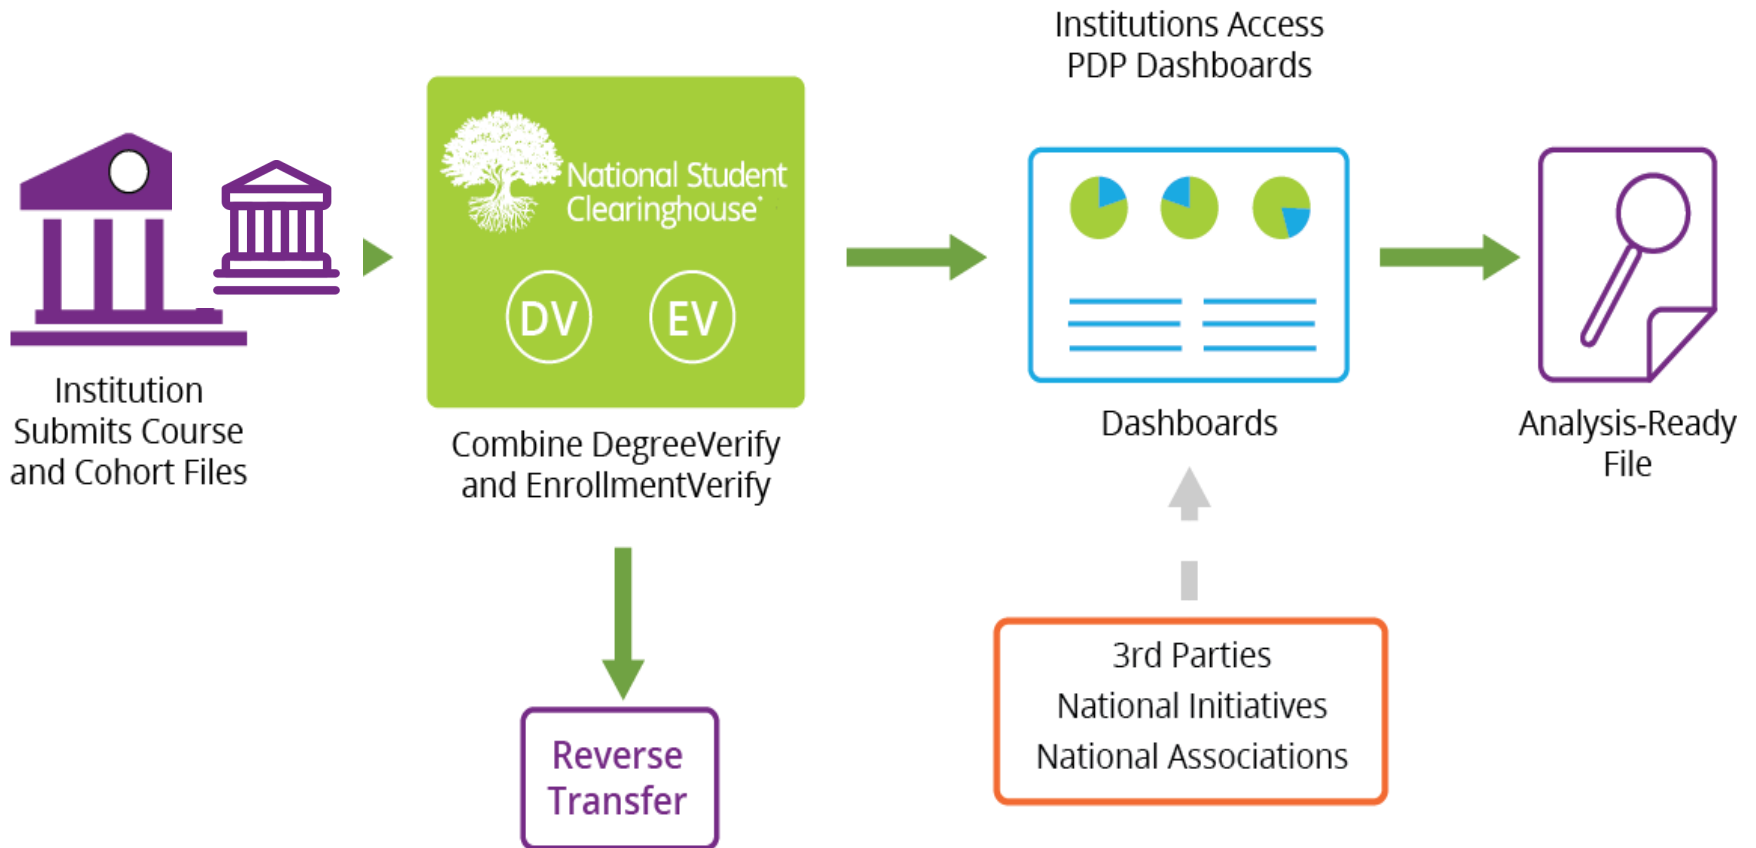 Institution
Submits Course
and Cohort Files
National Student
Clearinghouse
DV EV
Combine DegreeVerify
and EnrollmentVerify
Reverse
Transfer
Institutions Access
PDP Dashboards
Dashboards
3rd Parties
National Initiatives
National Associations
Analysis-Ready
File